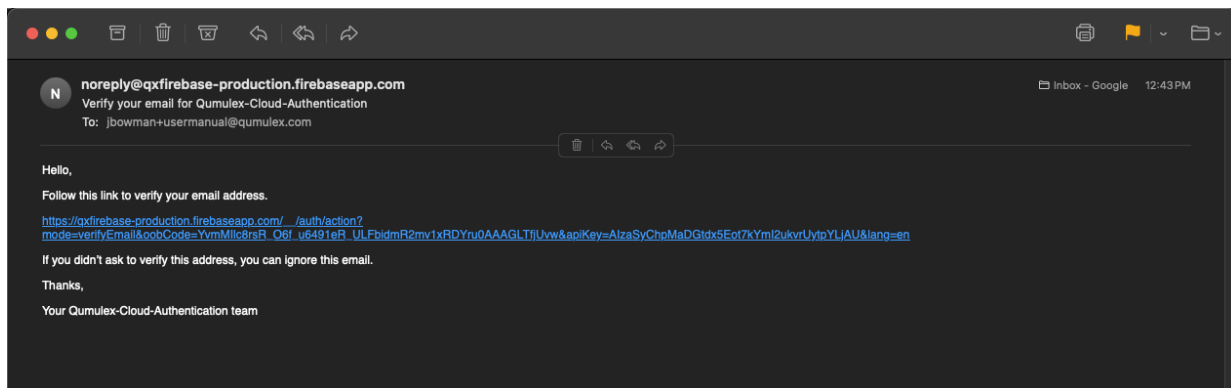 N
noreply@qxfirebase-production.firebaseapp.com
Inbox - Google 12:43 PM
Verify your email for Qumulex-Cloud-Authentication
To: jbowman+usermanual@qumulex.com
Hello,
Follow this link to verify your email address.
https://qxfirebase-production.firebaseapp.com/__/auth/action?
mode=verifyEmail&oobCode=YvmMIlc8rsR_O6f_u6491eR_ULFbidmR2mv1xRDYru0AAAGLTfjUvw&apiKey=AIzaSyChpMaDGtdx5Eot7kYmI2ukvrUytpYLjAU&lang=en
If you didn't ask to verify this address, you can ignore this email.
Thanks,
Your Qumulex-Cloud-Authentication team